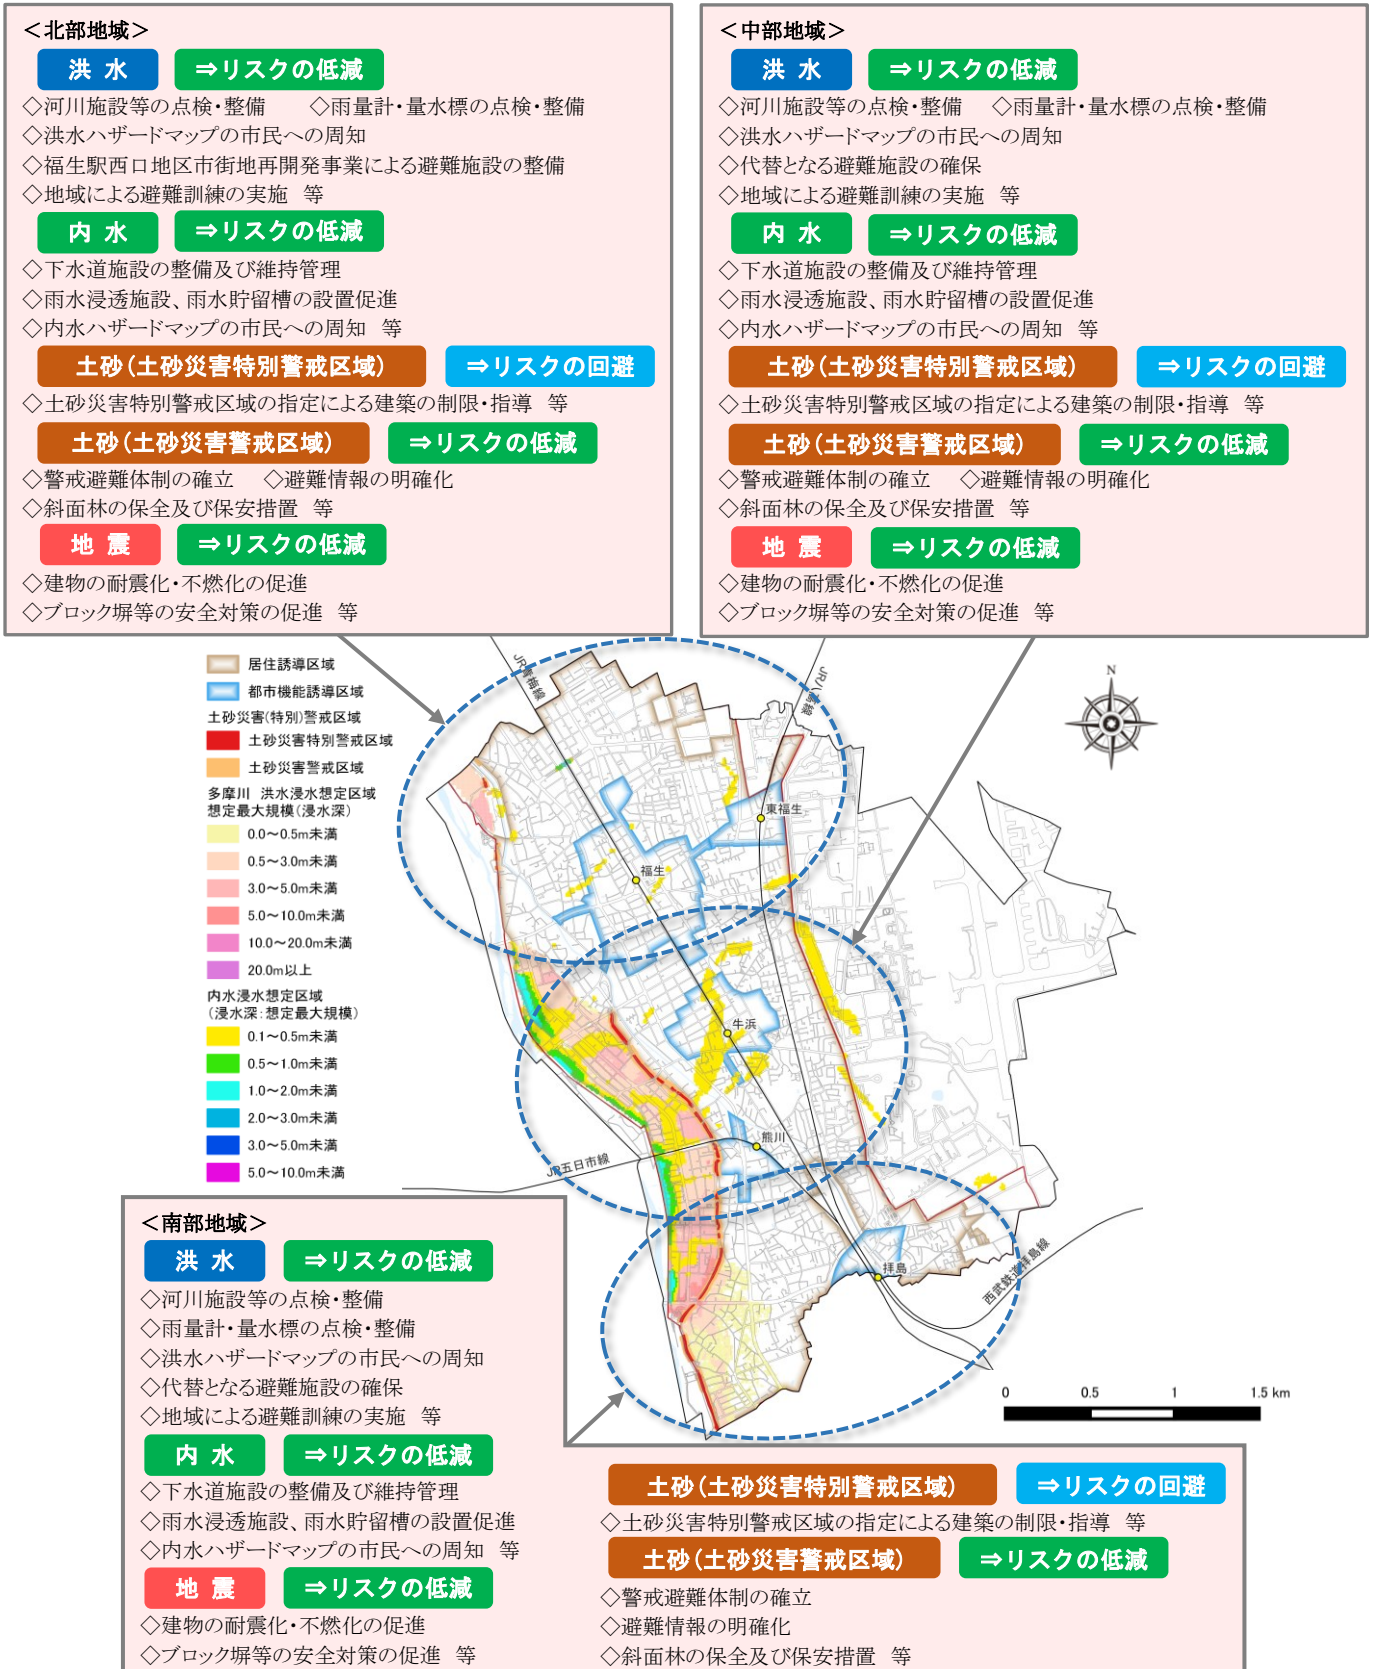 ＜北部地域＞
洪 水 ⇒リスクの低減
◇河川施設等の点検・整備 ◇雨量計・量水標の点検・整備
◇洪水ハザードマップの市民への周知
◇福生駅西口地区市街地再開発事業による避難施設の整備
◇地域による避難訓練の実施 等
内 水 ⇒リスクの低減
◇下水道施設の整備及び維持管理
◇雨水浸透施設、雨水貯留槽の設置促進
◇内水ハザードマップの市民への周知 等
土砂（土砂災害特別警戒区域） ⇒リスクの回避
◇土砂災害特別警戒区域の指定による建築の制限・指導 等
土砂（土砂災害警戒区域） ⇒リスクの低減
◇警戒避難体制の確立 ◇避難情報の明確化
◇斜面林の保全及び保安措置 等
地 震 ⇒リスクの低減
◇建物の耐震化・不燃化の促進
◇ブロック塀等の安全対策の促進 等
＜中部地域＞
洪 水 ⇒リスクの低減
◇河川施設等の点検・整備 ◇雨量計・量水標の点検・整備
◇洪水ハザードマップの市民への周知
◇代替となる避難施設の確保
◇地域による避難訓練の実施 等
内 水 ⇒リスクの低減
◇下水道施設の整備及び維持管理
◇雨水浸透施設、雨水貯留槽の設置促進
◇内水ハザードマップの市民への周知 等
土砂（土砂災害特別警戒区域） ⇒リスクの回避
◇土砂災害特別警戒区域の指定による建築の制限・指導 等
土砂（土砂災害警戒区域） ⇒リスクの低減
◇警戒避難体制の確立 ◇避難情報の明確化
◇斜面林の保全及び保安措置 等
地 震 ⇒リスクの低減
◇建物の耐震化・不燃化の促進
◇ブロック塀等の安全対策の促進 等
居住誘導区域
都市機能誘導区域
土砂災害(特別)警戒区域
土砂災害特別警戒区域
土砂災害警戒区域
多摩川 洪水浸水想定区域
想定最大規模（浸水深）
0.0～0.5m未満
0.5～3.0m未満
3.0～5.0m未満
5.0～10.0m未満
10.0～20.0m未満
20.0m以上
内水浸水想定区域
（浸水深：想定最大規模）
0.1～0.5m未満
0.5～1.0m未満
1.0～2.0m未満
2.0～3.0m未満
3.0～5.0m未満
5.0～10.0m未満
JR青梅線
JR八高線
N
東福生
福生
牛浜
熊川
JR五日市線
拝島
西武鉄道拝島線
0 0.5 1 1.5 km
＜南部地域＞
洪 水 ⇒リスクの低減
◇河川施設等の点検・整備
◇雨量計・量水標の点検・整備
◇洪水ハザードマップの市民への周知
◇代替となる避難施設の確保
◇地域による避難訓練の実施 等
内 水 ⇒リスクの低減
◇下水道施設の整備及び維持管理
◇雨水浸透施設、雨水貯留槽の設置促進
◇内水ハザードマップの市民への周知 等
地 震 ⇒リスクの低減
◇建物の耐震化・不燃化の促進
◇ブロック塀等の安全対策の促進 等
土砂（土砂災害特別警戒区域） ⇒リスクの回避
◇土砂災害特別警戒区域の指定による建築の制限・指導 等
土砂（土砂災害警戒区域） ⇒リスクの低減
◇警戒避難体制の確立
◇避難情報の明確化
◇斜面林の保全及び保安措置 等